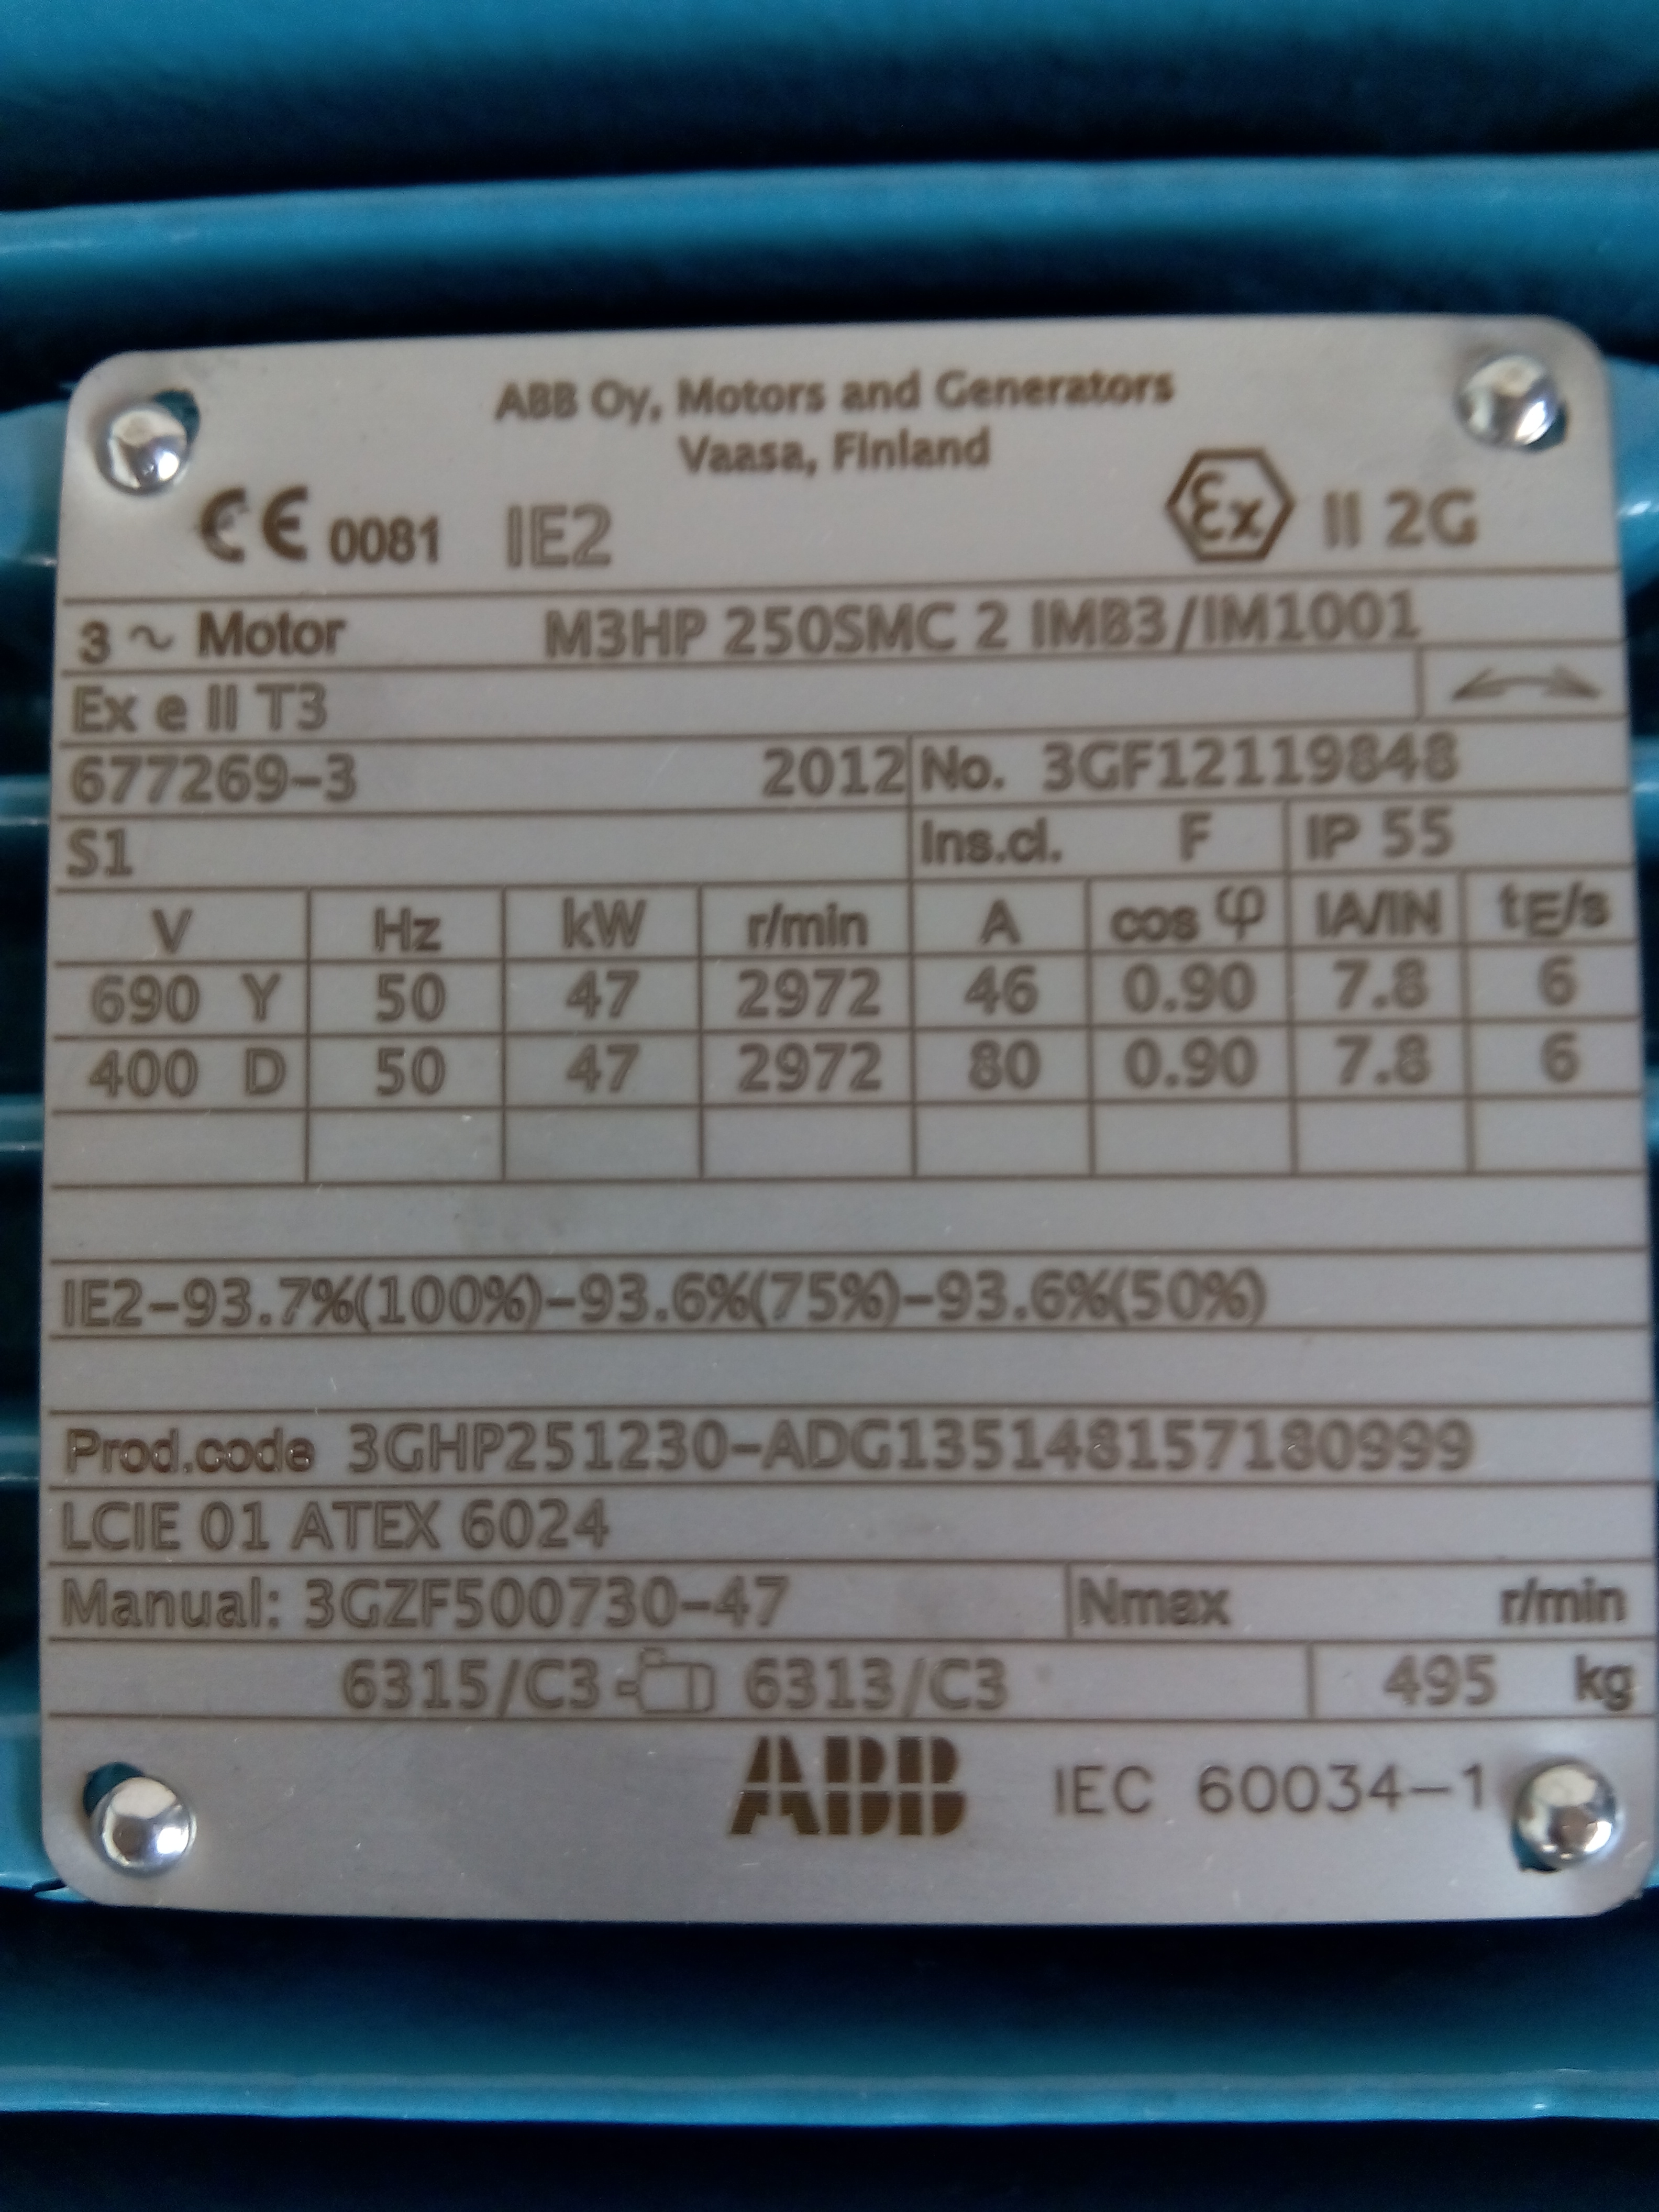 ABB Oy, Motors and Generators
Vaasa, Finland
CE 0081 IE2 Ex II 2G
3 ~ Motor M3HP 250SMC 2 IMB3/IM1001
Ex e II T3
677269-3 2012 No. 3GF12119848
S1 Ins.cl. F IP 55
V Hz kW r/min A cos φ IA/IN tE/s
690 Y 50 47 2972 46 0.90 7.8 6
400 D 50 47 2972 80 0.90 7.8 6
IE2-93.7%(100%)-93.6%(75%)-93.6%(50%)
Prod.code 3GHP251230-ADG135148157180999
LCIE 01 ATEX 6024
Manual: 3GZF500730-47 Nmax r/min
6315/C3 6313/C3 495 kg
ABB IEC 60034-1